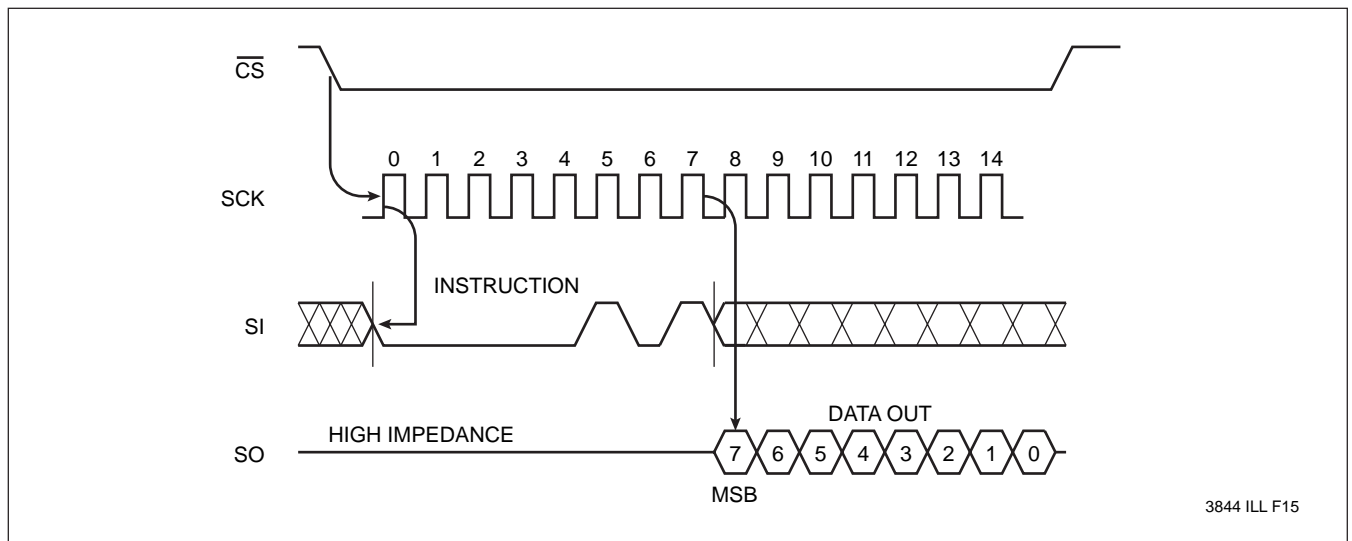 CS
0 1 2 3 4 5 6 7 8 9 10 11 12 13 14
SCK
INSTRUCTION
SI
DATA OUT
HIGH IMPEDANCE
SO
7 6 5 4 3 2 1 0
MSB
3844 ILL F15